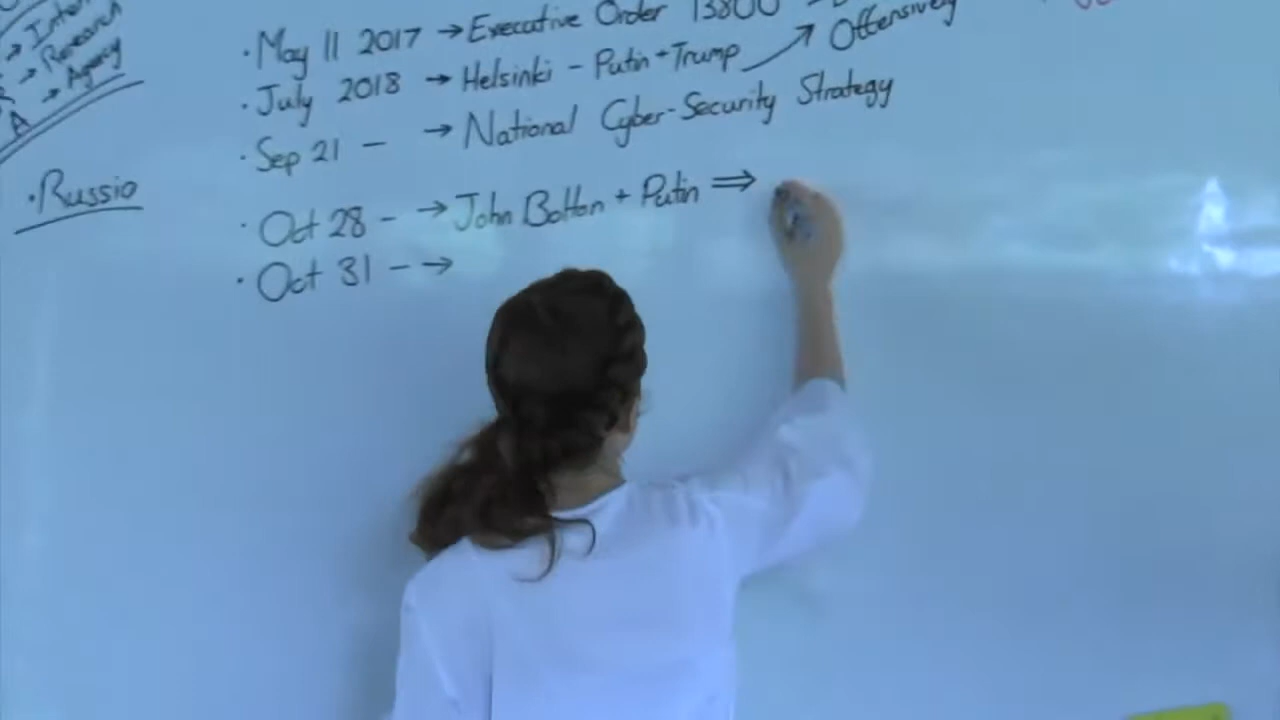 → Inter
→ Research
→ Agency
A
· Russia
· May 11 2017 → Executive Order 13800
· July 2018 → Helsinki - Putin + Trump
Offensively
· Sep 21 - → National Cyber-Security Strategy
· Oct 28 - → John Bolton + Putin ⇒
· Oct 31 - →